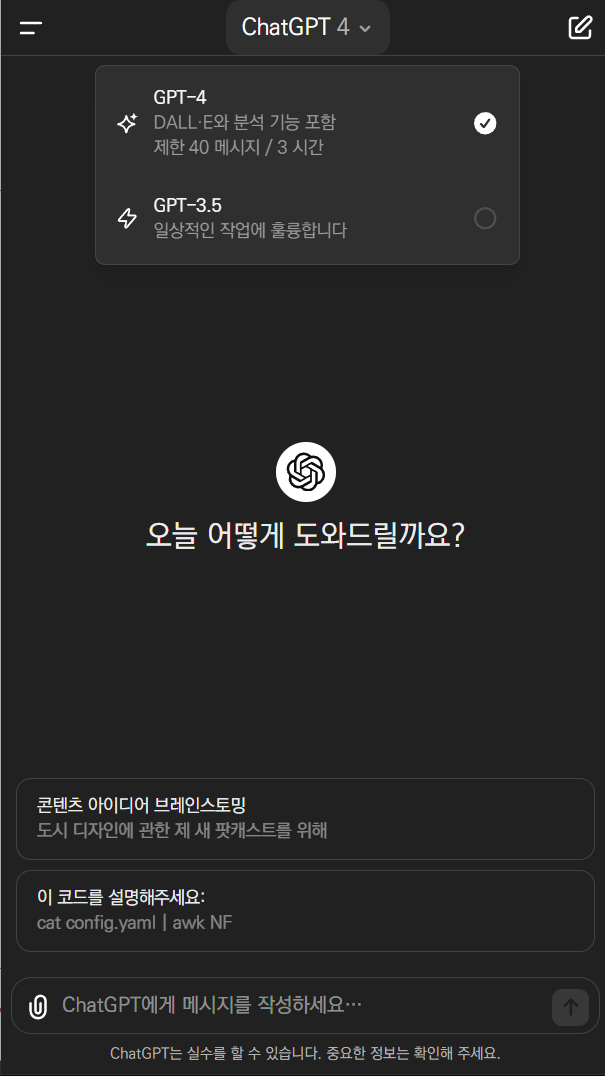 ChatGPT 4
GPT-4
DALL·E와 분석 기능 포함
제한 40 메시지 / 3 시간
GPT-3.5
일상적인 작업에 훌륭합니다
오늘 어떻게 도와드릴까요?
콘텐츠 아이디어 브레인스토밍
도시 디자인에 관한 제 새 팟캐스트를 위해
이 코드를 설명해주세요:
cat config.yaml | awk NF
ChatGPT에게 메시지를 작성하세요…
ChatGPT는 실수를 할 수 있습니다. 중요한 정보는 확인해 주세요.